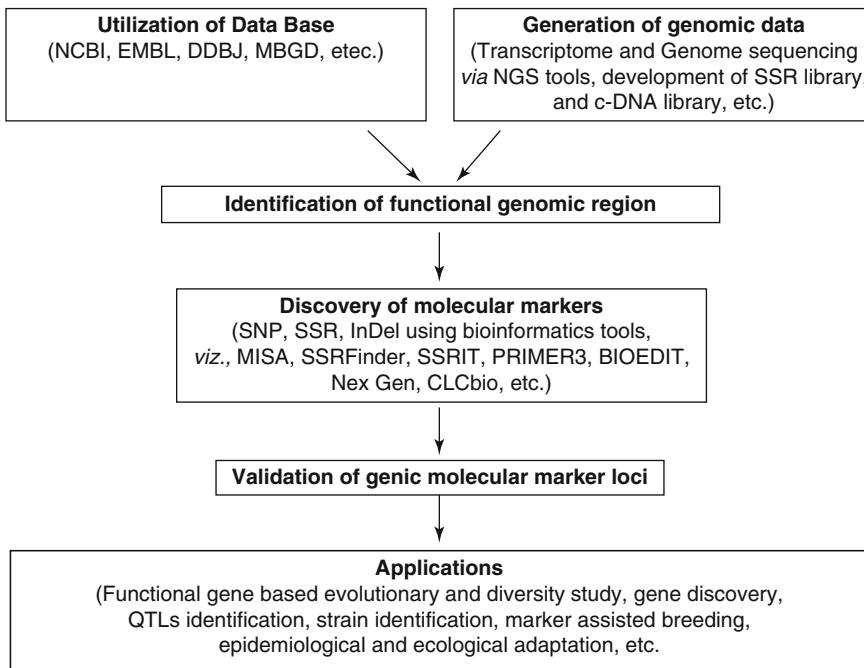 Utilization of Data Base
(NCBI, EMBL, DDBJ, MBGD, etec.)
Generation of genomic data
(Transcriptome and Genome sequencing
via NGS tools, development of SSR library,
and c-DNA library, etc.)
Identification of functional genomic region
Discovery of molecular markers
(SNP, SSR, InDel using bioinformatics tools,
viz., MISA, SSRFinder, SSRIT, PRIMER3, BIOEDIT,
Nex Gen, CLCbio, etc.)
Validation of genic molecular marker loci
Applications
(Functional gene based evolutionary and diversity study, gene discovery,
QTLs identification, strain identification, marker assisted breeding,
epidemiological and ecological adaptation, etc.